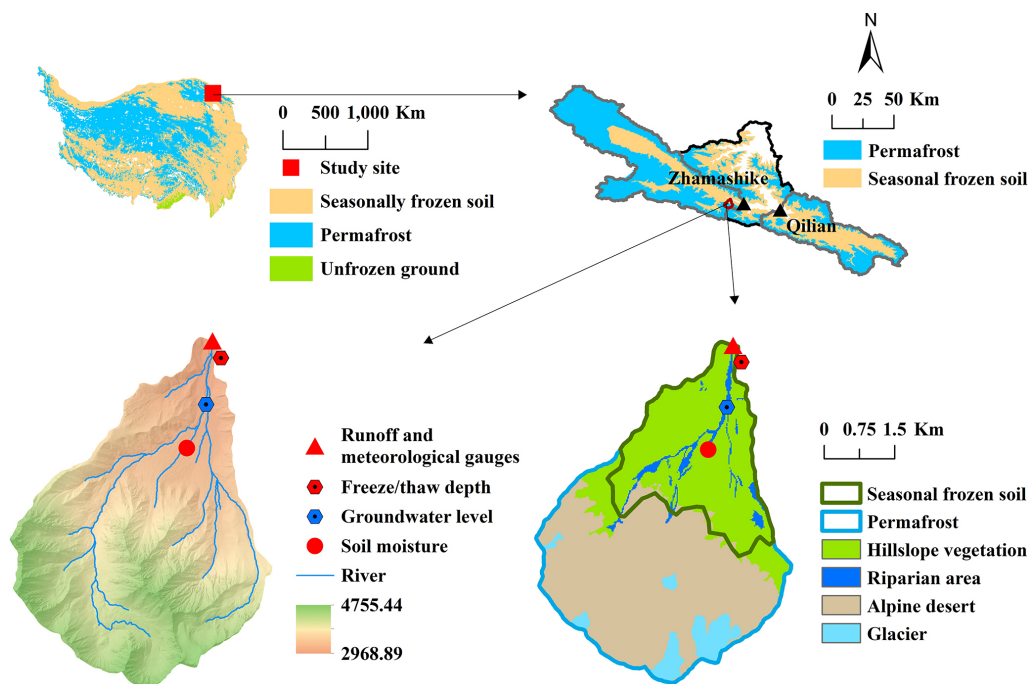 0 500 1,000 Km
Study site
Seasonally frozen soil
Permafrost
Unfrozen ground
N
0 25 50
Km
Permafrost
Seasonal frozen soil
Zhamashike
Qilian
Runoff and
meteorological gauges
Freeze/thaw depth
Groundwater level
Soil moisture
River
4755.44
2968.89
0 0.75 1.5 Km
Seasonal frozen soil
Permafrost
Hillslope vegetation
Riparian area
Alpine desert
Glacier